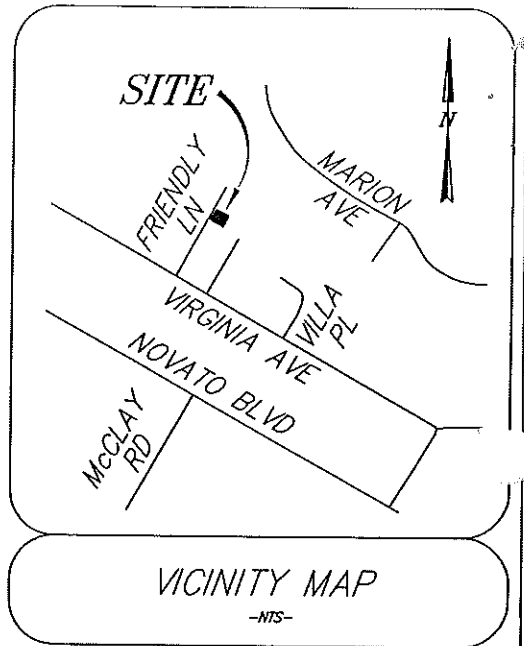 SITE
N
FRIENDLY
LN
MARION
AVE
VIRGINIA AVE
VILLA
PL
NOVATO BLVD
McCLAY
RD
VICINITY MAP
-NTS-